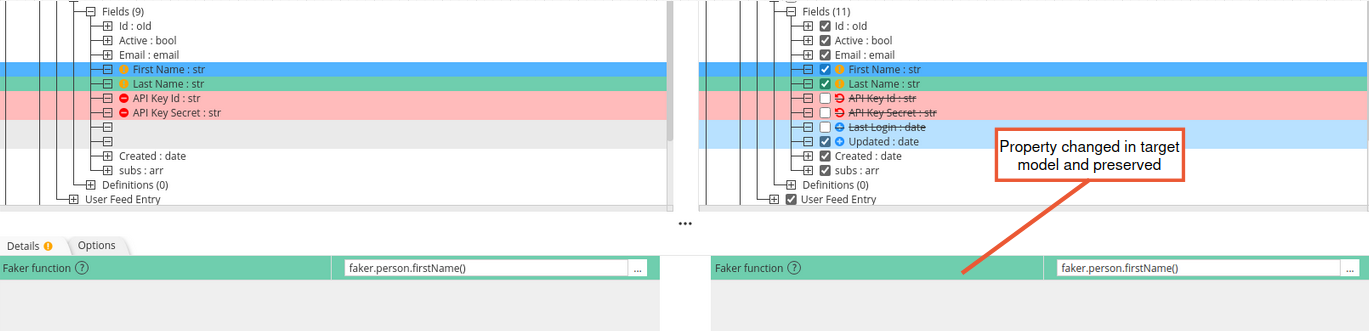 Fields (9)
Id : oId
Active : bool
Email : email
First Name : str
Last Name : str
API Key Id : str
API Key Secret : str
Created : date
subs : arr
Definitions (0)
User Feed Entry
Fields (11)
Id : oId
Active : bool
Email : email
First Name : str
Last Name : str
API Key Id : str
API Key Secret : str
Last Login : date
Updated : date
Created : date
subs : arr
Definitions (0)
User Feed Entry
Property changed in target
model and preserved
•••
Details
Options
Faker function ?
faker.person.firstName()
...
Faker function ?
faker.person.firstName()
...